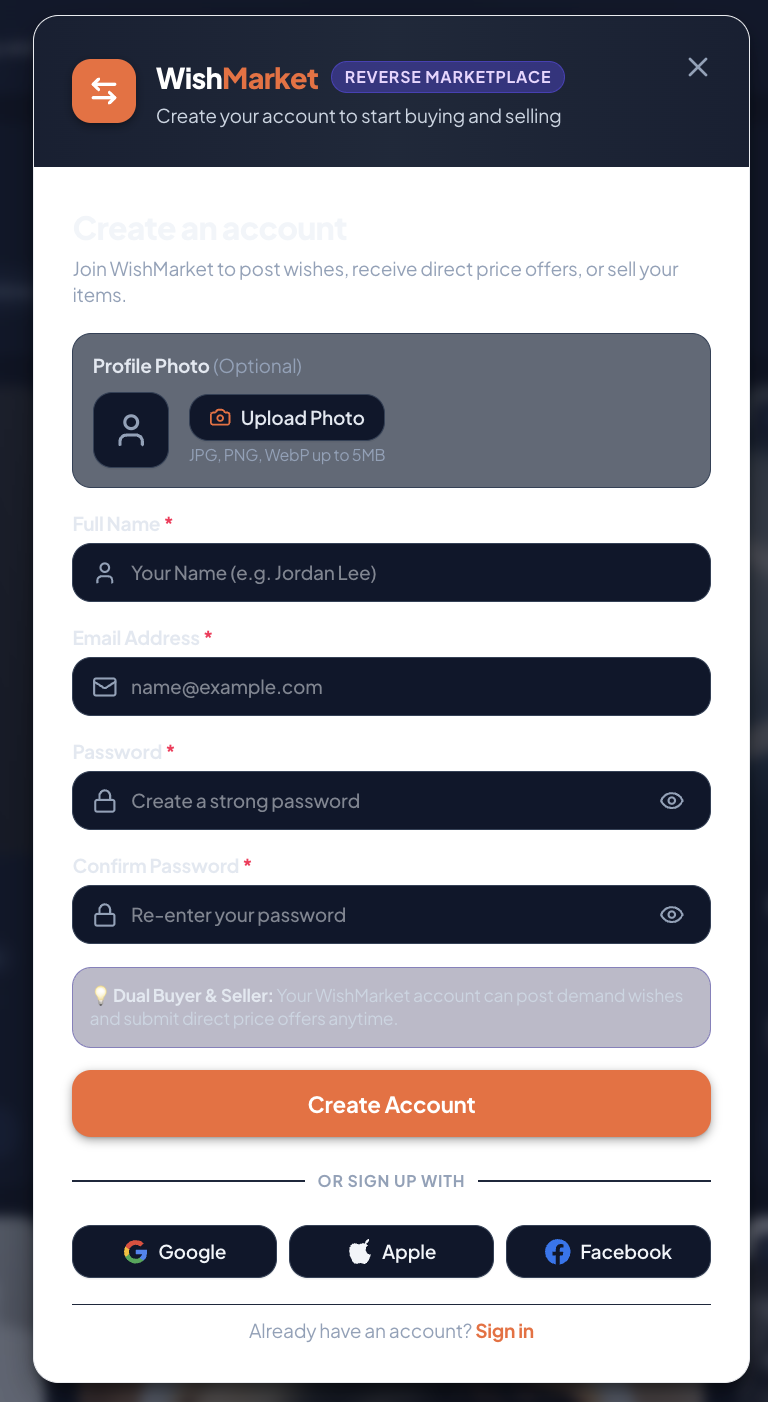 WishMarket REVERSE MARKETPLACE
Create your account to start buying and selling
Create an account
Join WishMarket to post wishes, receive direct price offers, or sell your
items.
Profile Photo (Optional)
Upload Photo
JPG, PNG, WebP up to 5MB
Full Name *
Your Name (e.g. Jordan Lee)
Email Address *
name@example.com
Password *
Create a strong password
Confirm Password *
Re-enter your password
💡 Dual Buyer & Seller: Your WishMarket account can post demand wishes
and submit direct price offers anytime.
Create Account
OR SIGN UP WITH
Google Apple Facebook
Already have an account? Sign in